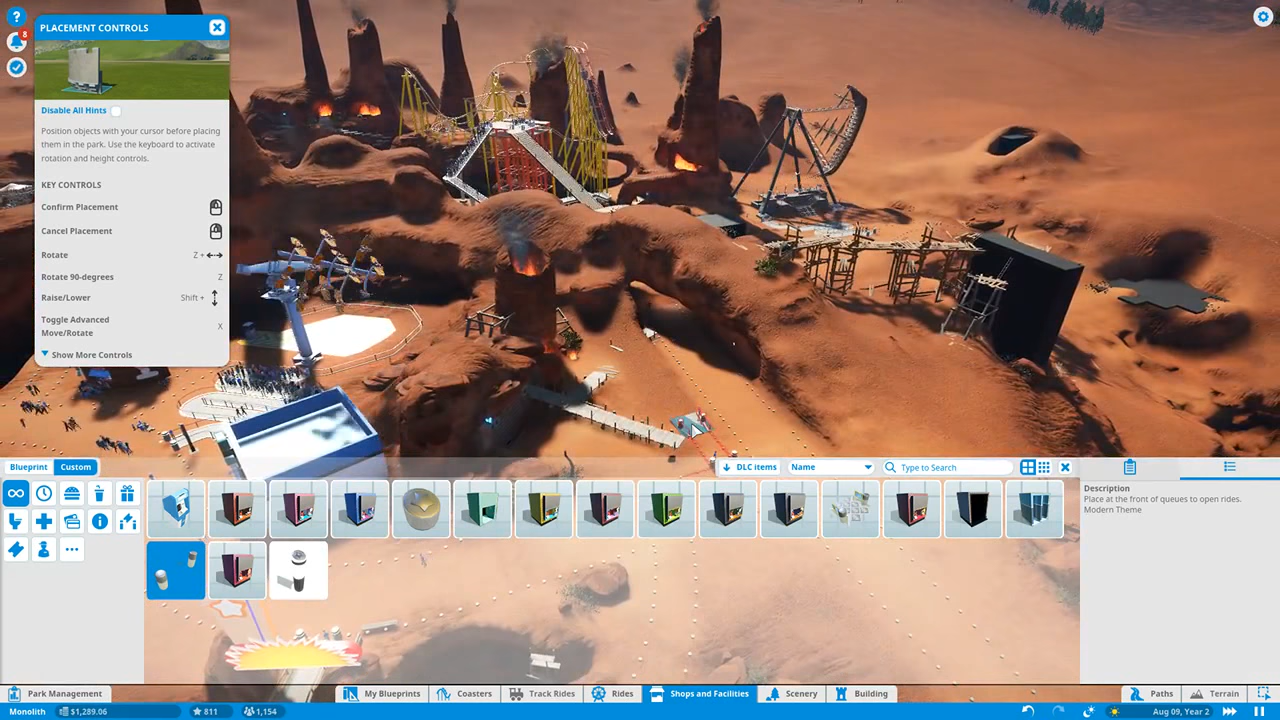 ?
8
PLACEMENT CONTROLS
Disable All Hints
Position objects with your cursor before placing
them in the park. Use the keyboard to activate
rotation and height controls.
KEY CONTROLS
Confirm Placement
Cancel Placement
Rotate Z +
Rotate 90-degrees Z
Raise/Lower Shift +
Toggle Advanced
Move/Rotate X
Show More Controls
Blueprint Custom DLC items Name Type to Search
Description
Place at the front of queues to open rides.
Modern Theme
Park Management My Blueprints Coasters Track Rides Rides Shops and Facilities Scenery Building Paths Terrain
Monolith $1,289.06 811 1,154 Aug 09, Year 2